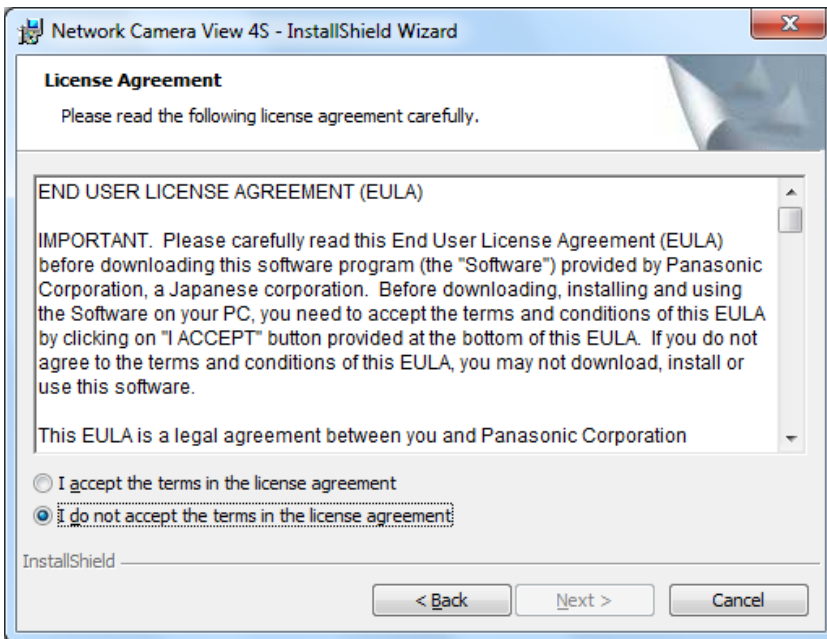 Network Camera View 4S - InstallShield Wizard
License Agreement
Please read the following license agreement carefully.
END USER LICENSE AGREEMENT (EULA)
IMPORTANT.  Please carefully read this End User License Agreement (EULA)
before downloading this software program (the "Software") provided by Panasonic
Corporation, a Japanese corporation.  Before downloading, installing and using
the Software on your PC, you need to accept the terms and conditions of this EULA
by clicking on "I ACCEPT" button provided at the bottom of this EULA.  If you do not
agree to the terms and conditions of this EULA, you may not download, install or
use this software.
This EULA is a legal agreement between you and Panasonic Corporation
I accept the terms in the license agreement
I do not accept the terms in the license agreement
InstallShield
< Back
Next >
Cancel